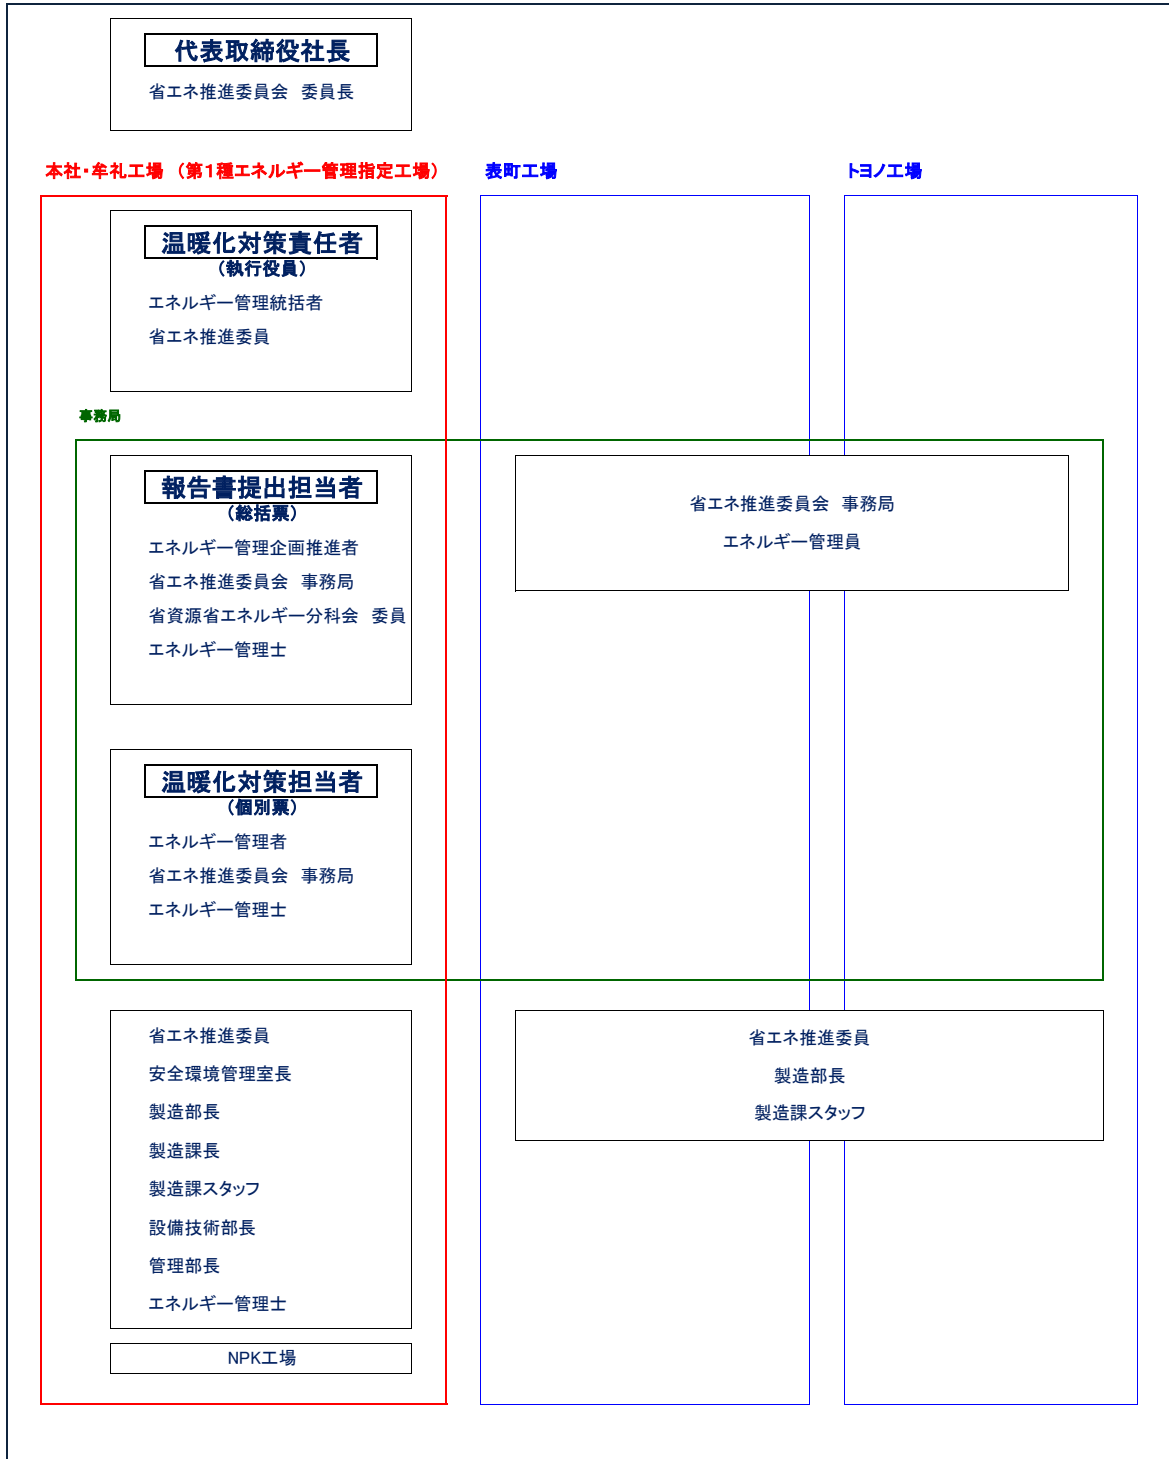 代表取締役社長
省エネ推進委員会　委員長
本社・牟礼工場　（第１種エネルギー管理指定工場）
表町工場
トヨノ工場
温暖化対策責任者
（執行役員）
エネルギー管理統括者
省エネ推進委員
事務局
報告書提出担当者
（総括票）
エネルギー管理企画推進者
省エネ推進委員会　事務局
省資源省エネルギー分科会　委員
エネルギー管理士
省エネ推進委員会　事務局
エネルギー管理員
温暖化対策担当者
（個別票）
エネルギー管理者
省エネ推進委員会　事務局
エネルギー管理士
省エネ推進委員
安全環境管理室長
製造部長
製造課長
製造課スタッフ
設備技術部長
管理部長
エネルギー管理士
省エネ推進委員
製造部長
製造課スタッフ
NPK工場